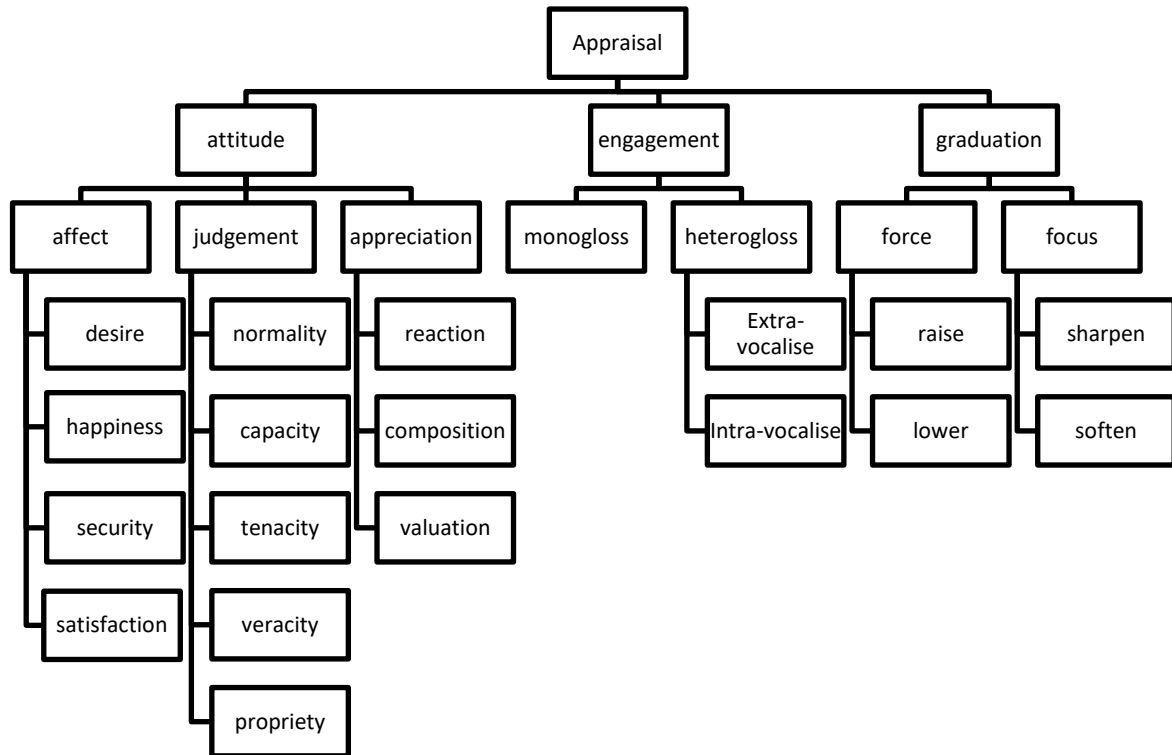 Appraisal
attitude
engagement
graduation
affect
judgement
appreciation
monogloss
heterogloss
force
focus
desire
normality
reaction
Extra-
vocalise
raise
sharpen
happiness
capacity
composition
Intra-vocalise
lower
soften
security
tenacity
valuation
satisfaction
veracity
propriety